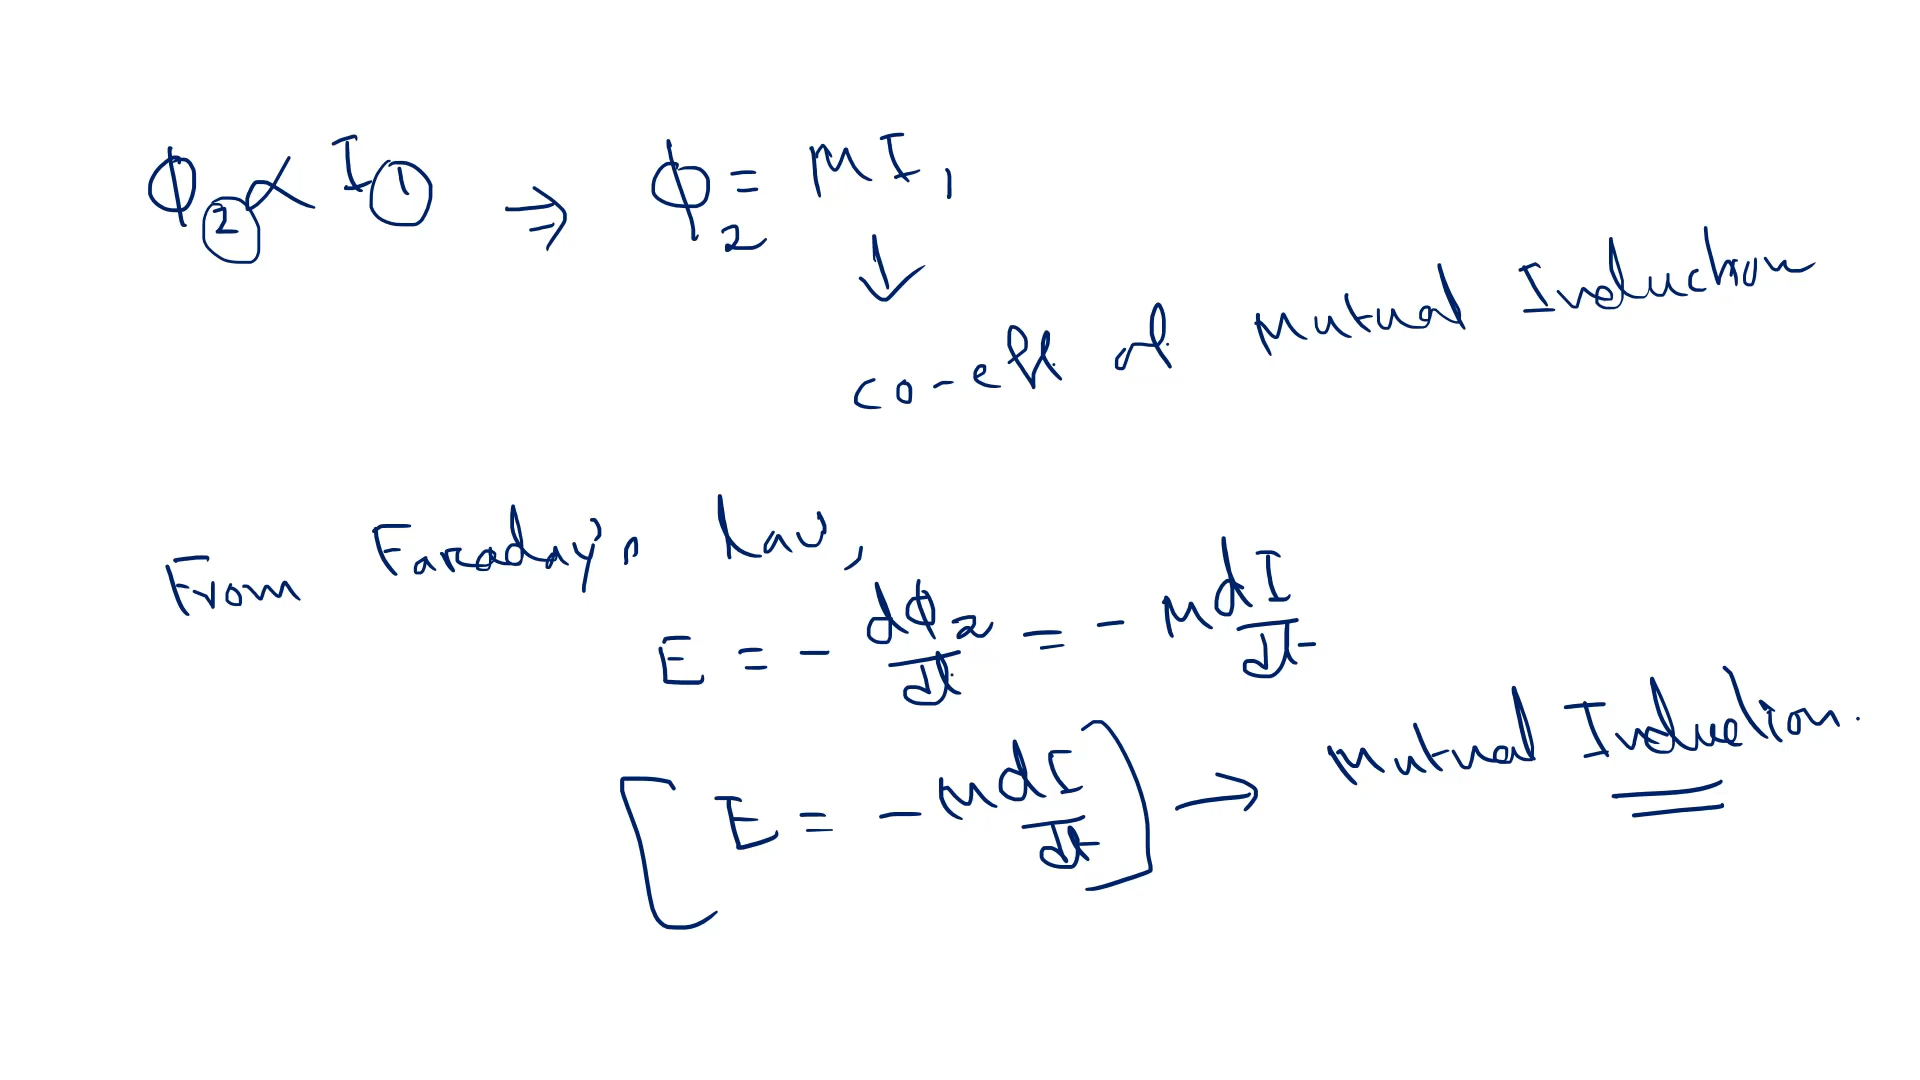 ϕ₂ ∝ I₁ ⇒ ϕ₂ = MI₁
↓
co-eff of Mutual Induction
From Faraday's Law,
E = - dϕ₂/dt = - M dI/dt
[E = - M dI/dt] → Mutual Induction.